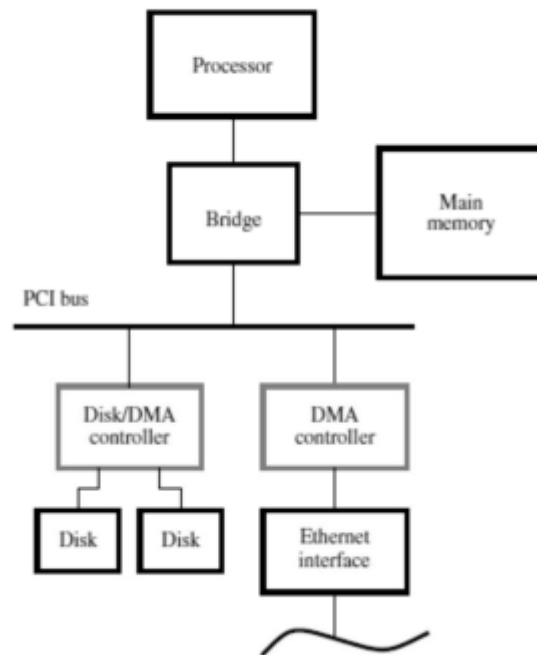 Processor
Bridge
Main
memory
PCI bus
Disk/DMA
controller
DMA
controller
Disk
Disk
Ethernet
interface